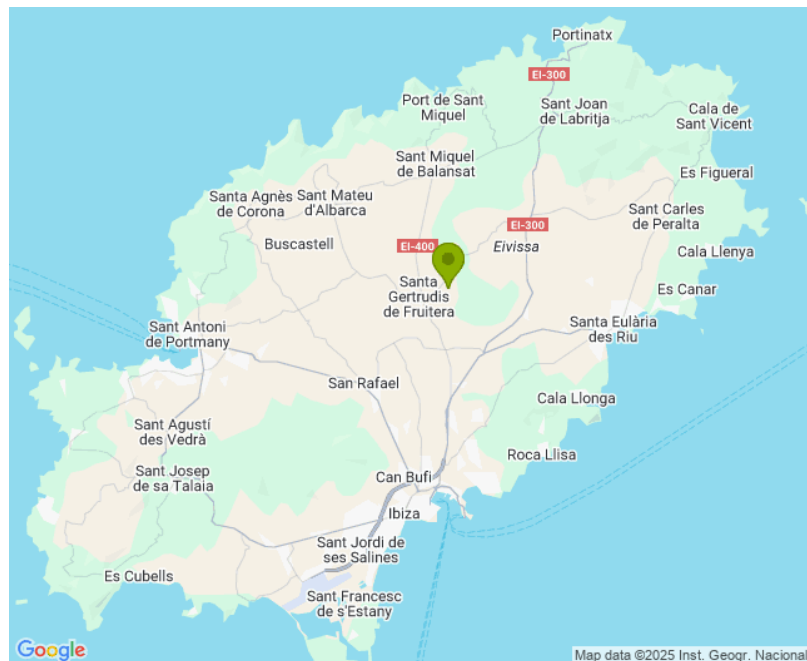 Portinatx
EI-300
Port de Sant
Miquel
Sant Joan
de Labritja
Cala de
Sant Vicent
Sant Miquel
de Balansat
Es Figueral
Santa Agnès
de Corona
Sant Mateu
d'Albarca
Sant Carles
de Peralta
EI-300
Buscastell
EI-400
Eivissa
Cala Llenya
Santa
Gertrudis
de Fruitera
Es Canar
Sant Antoni
de Portmany
Santa Eulària
des Riu
San Rafael
Cala Llonga
Sant Agustí
des Vedrà
Roca Llisa
Sant Josep
de sa Talaia
Can Bufi
Ibiza
Sant Jordi de
ses Salines
Es Cubells
Sant Francesc
de s'Estany
Google
Map data ©2025 Inst. Geogr. Nacional